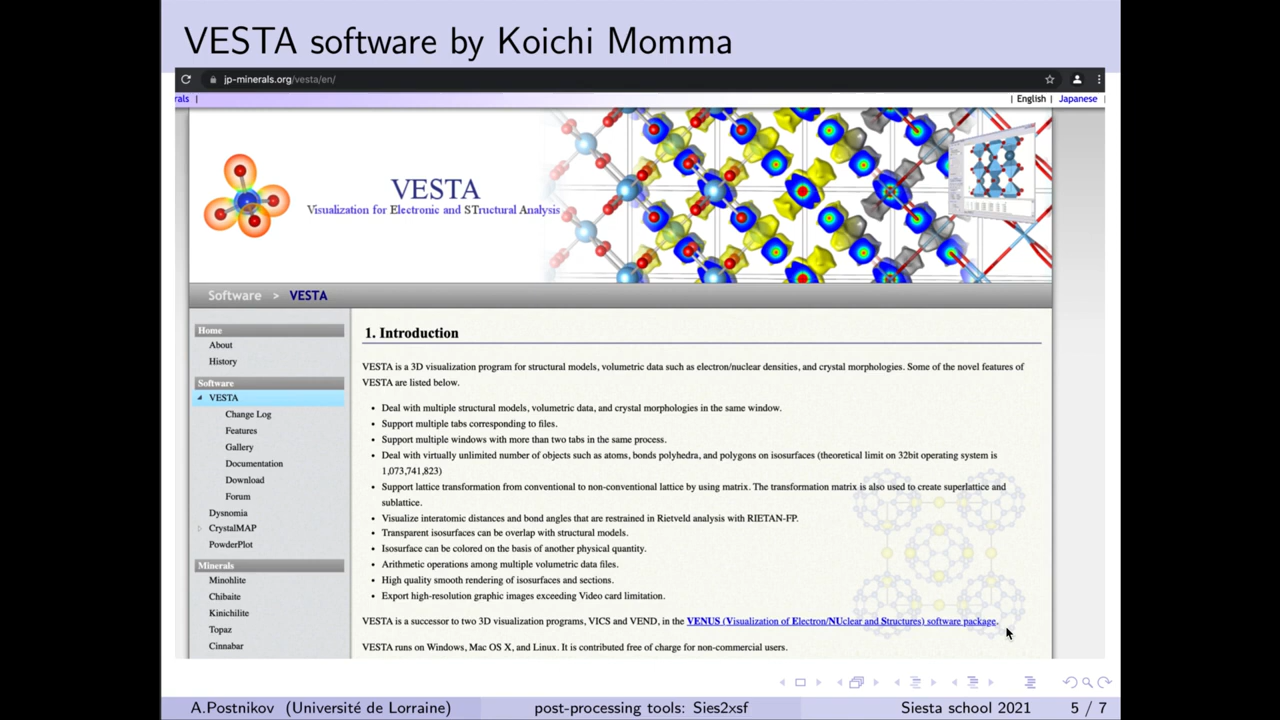 VESTA software by Koichi Momma
jp-minerals.org/vesta/en/
rals |
| English | Japanese |
VESTA
Visualization for Electronic and STructural Analysis
Software > VESTA
Home
About
History
Software
VESTA
Change Log
Features
Gallery
Documentation
Download
Forum
Dysnomia
CrystalMAP
PowderPlot
Minerals
Minohlite
Chibaite
Kinichilite
Topaz
Cinnabar
1. Introduction
VESTA is a 3D visualization program for structural models, volumetric data such as electron/nuclear densities, and crystal morphologies. Some of the novel features of
VESTA are listed below.
• Deal with multiple structural models, volumetric data, and crystal morphologies in the same window.
• Support multiple tabs corresponding to files.
• Support multiple windows with more than two tabs in the same process.
• Deal with virtually unlimited number of objects such as atoms, bonds polyhedra, and polygons on isosurfaces (theoretical limit on 32bit operating system is
1,073,741,823)
• Support lattice transformation from conventional to non-conventional lattice by using matrix. The transformation matrix is also used to create superlattice and
sublattice.
• Visualize interatomic distances and bond angles that are restrained in Rietveld analysis with RIETAN-FP.
• Transparent isosurfaces can be overlap with structural models.
• Isosurface can be colored on the basis of another physical quantity.
• Arithmetic operations among multiple volumetric data files.
• High quality smooth rendering of isosurfaces and sections.
• Export high-resolution graphic images exceeding Video card limitation.
VESTA is a successor to two 3D visualization programs, VICS and VEND, in the VENUS (Visualization of Electron/NUclear and Structures) software package.
VESTA runs on Windows, Mac OS X, and Linux. It is contributed free of charge for non-commercial users.
A.Postnikov (Université de Lorraine)
post-processing tools: Sies2xsf
Siesta school 2021
5 / 7